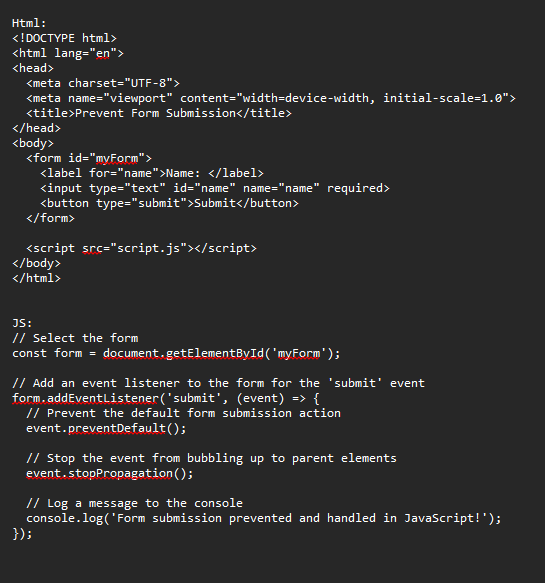 Html:
<!DOCTYPE html>
<html lang="en">
<head>
  <meta charset="UTF-8">
  <meta name="viewport" content="width=device-width, initial-scale=1.0">
  <title>Prevent Form Submission</title>
</head>
<body>
  <form id="myForm">
    <label for="name">Name: </label>
    <input type="text" id="name" name="name" required>
    <button type="submit">Submit</button>
  </form>

  <script src="script.js"></script>
</body>
</html>


JS:
// Select the form
const form = document.getElementById('myForm');

// Add an event listener to the form for the 'submit' event
form.addEventListener('submit', (event) => {
  // Prevent the default form submission action
  event.preventDefault();

  // Stop the event from bubbling up to parent elements
  event.stopPropagation();

  // Log a message to the console
  console.log('Form submission prevented and handled in JavaScript!');
});